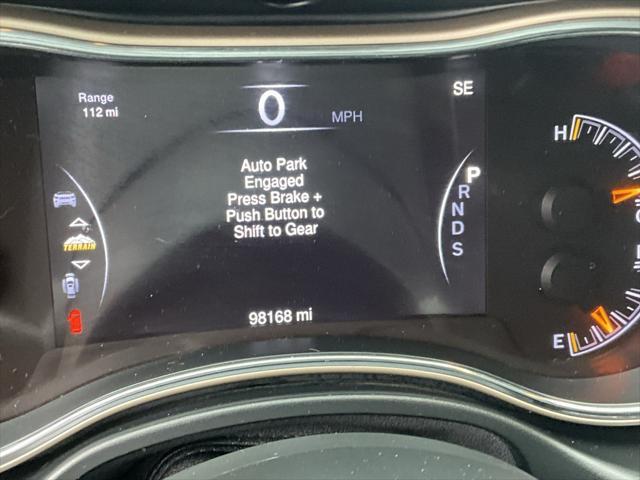 Range
112 mi
0 MPH
SE
Auto Park
Engaged
Press Brake +
Push Button to
Shift to Gear
P
R
N
D
S
TERRAIN
98168 mi
H
E